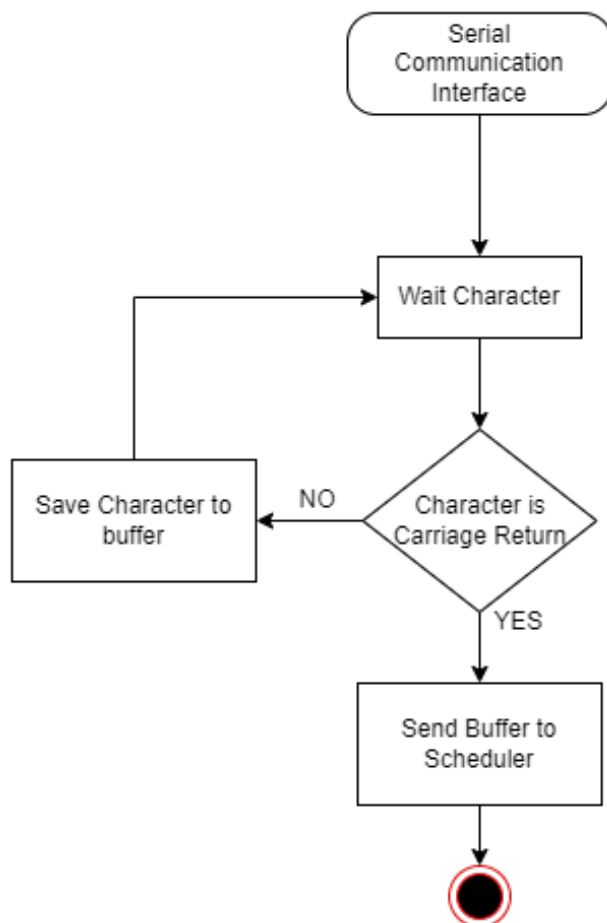 Serial
Communication
Interface
Wait Character
Save Character to
buffer
NO
Character is
Carriage Return
YES
Send Buffer to
Scheduler